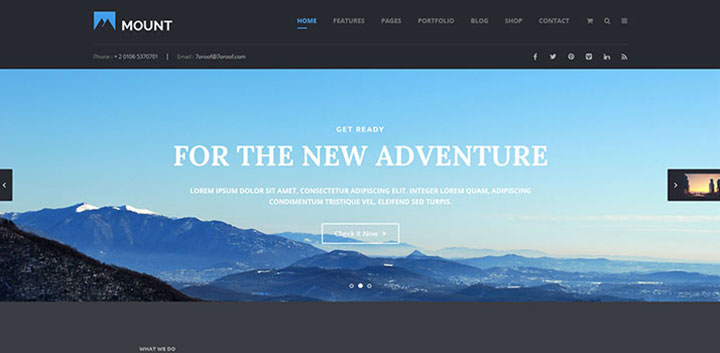 MOUNT
HOME FEATURES PAGES PORTFOLIO BLOG SHOP CONTACT
Phone : + 2 0106 5370701 | Email : 7oroof@7oroof.com
GET READY
FOR THE NEW ADVENTURE
LOREM IPSUM DOLOR SIT AMET, CONSECTETUR ADIPISCING ELIT. INTEGER LOREM QUAM, ADIPISCING
CONDIMENTUM TRISTIQUE VEL, ELEIFEND SED TURPIS.
Check It Now
WHAT WE DO